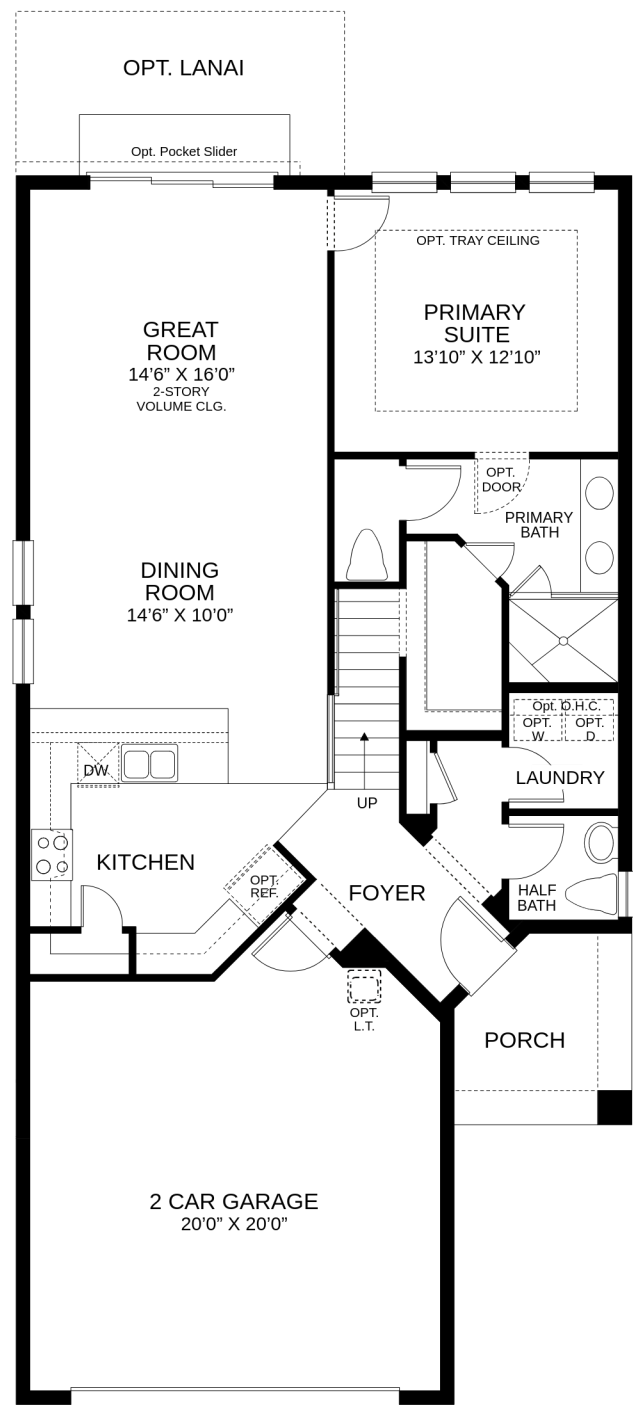 OPT. LANAI
Opt. Pocket Slider
OPT. TRAY CEILING
PRIMARY
SUITE
13’10” X 12’10”
GREAT
ROOM
14’6” X 16’0”
2-STORY
VOLUME CLG.
OPT.
DOOR
PRIMARY
BATH
DINING
ROOM
14’6” X 10’0”
Opt. O.H.C.
OPT.
W
OPT.
D
LAUNDRY
DW
UP
KITCHEN
OPT.
REF.
FOYER
HALF
BATH
OPT.
L.T.
PORCH
2 CAR GARAGE
20’0” X 20’0”